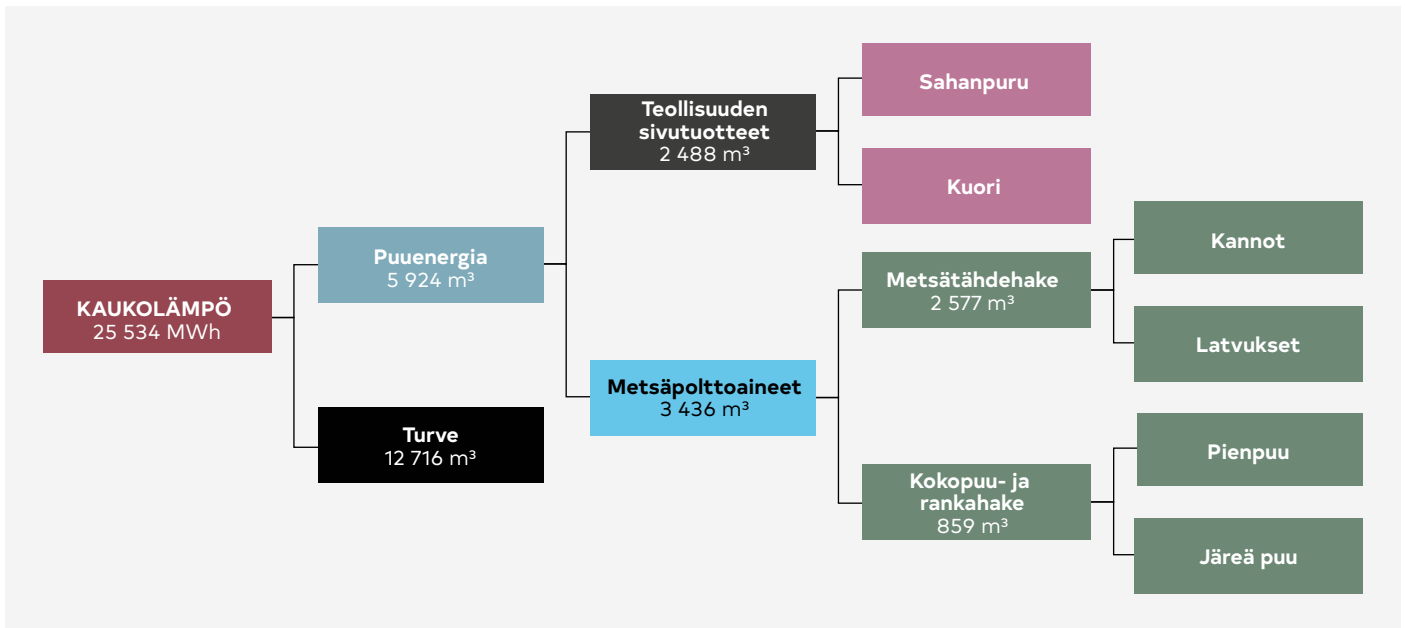 KAUKOLÄMPÖ
25 534 MWh
Puuenergia
5 924 m³
Turve
12 716 m³
Teollisuuden
sivutuotteet
2 488 m³
Metsäpolttoaineet
3 436 m³
Sahanpuru
Kuori
Metsätähdehake
2 577 m³
Kokopuu- ja
rankahake
859 m³
Kannot
Latvukset
Pienpuu
Järeä puu